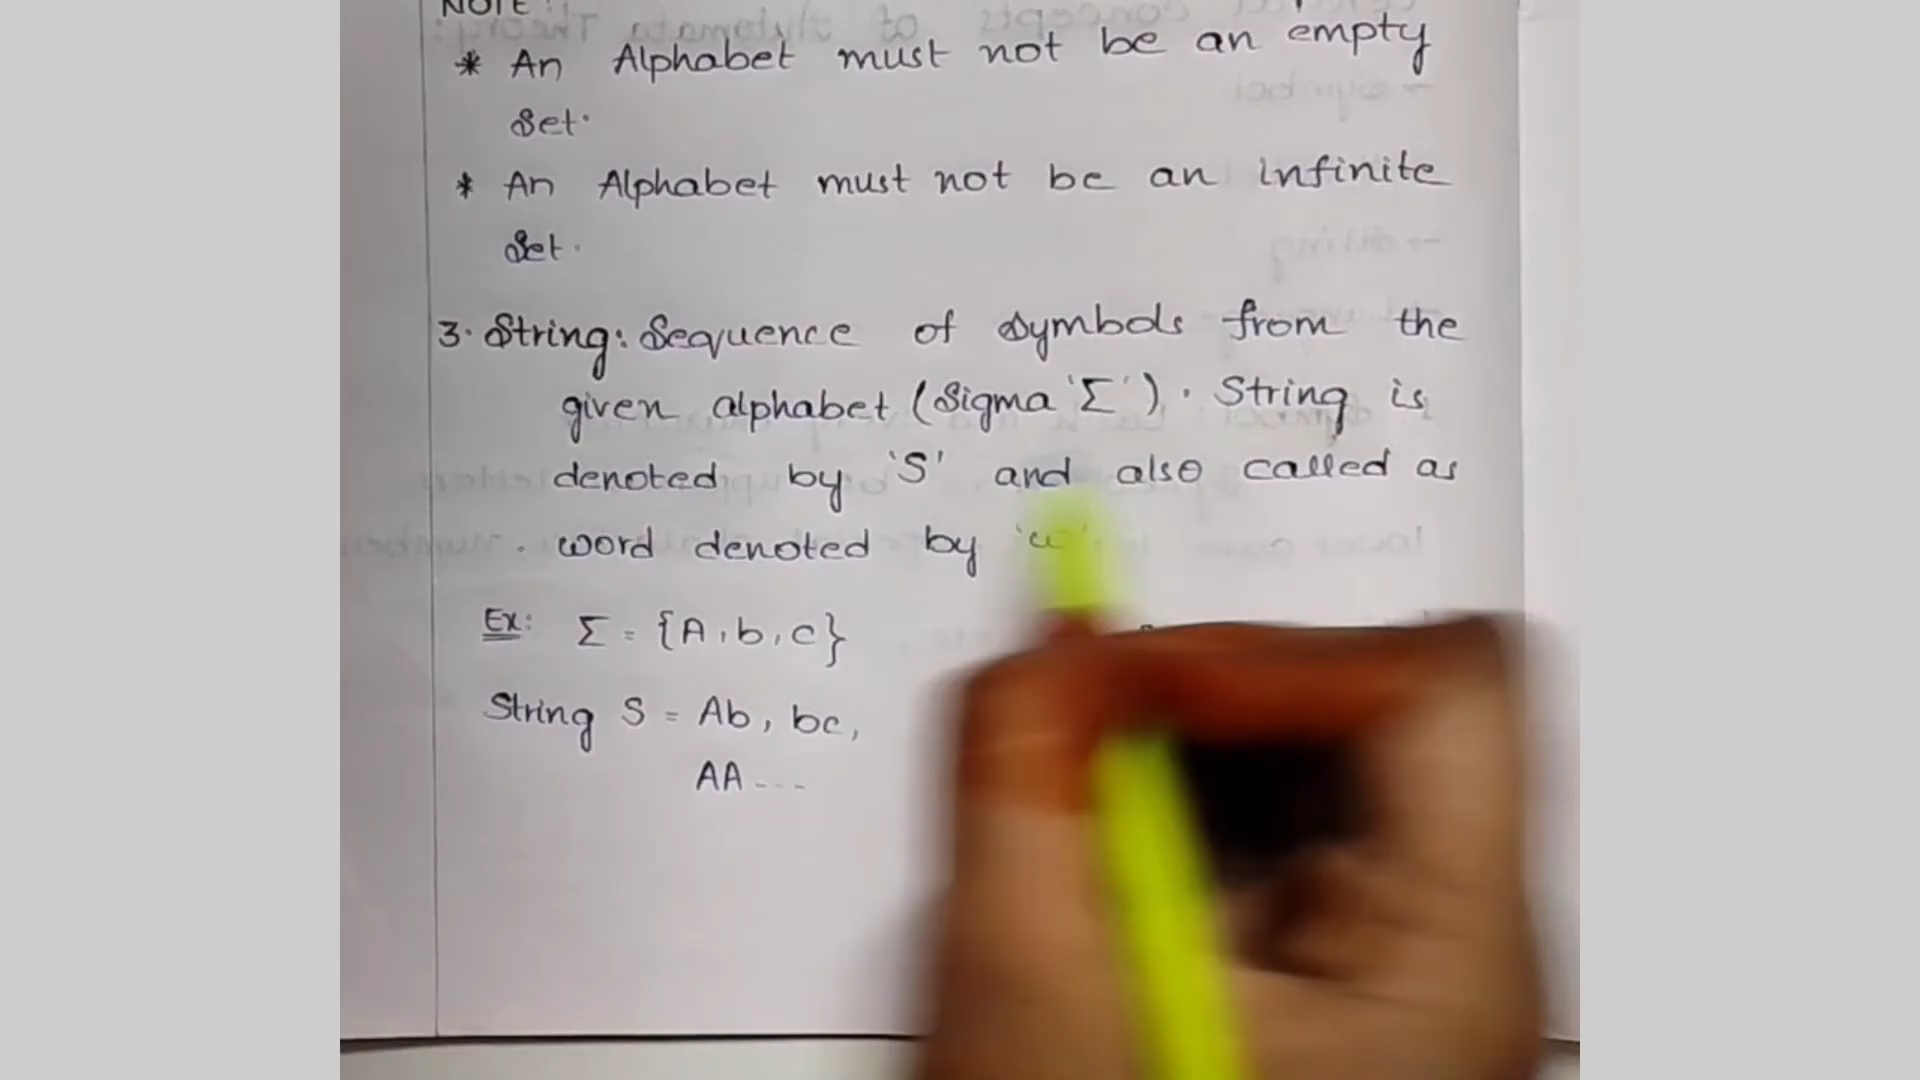 NOTE:
* An Alphabet must not be an empty
Set.
* An Alphabet must not be an infinite
Set.
3. String: Sequence of symbols from the
given alphabet (Sigma 'Σ'). String is
denoted by 'S' and also called as
word denoted by 'w'
Ex: Σ = {A, b, c}
String S = Ab, bc,
AA ---